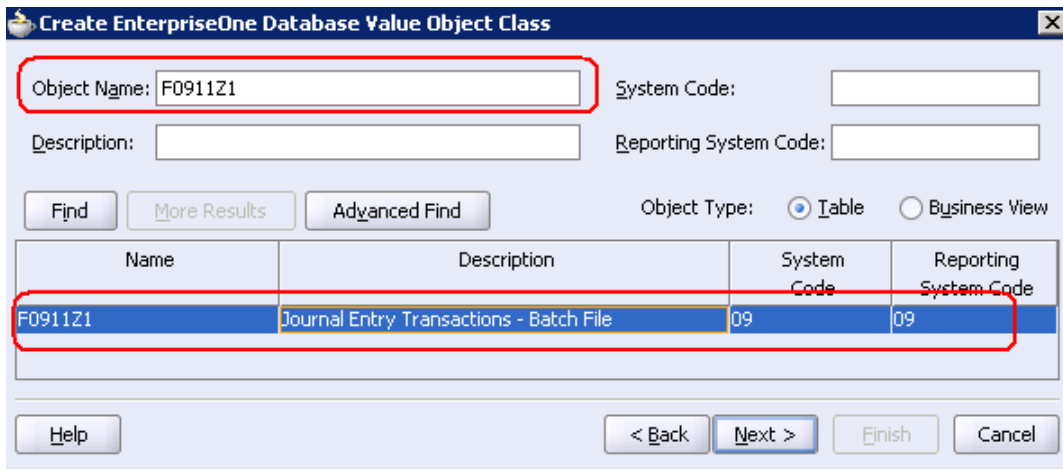 Create EnterpriseOne Database Value Object Class
Object Name: F0911Z1 System Code:
Description: Reporting System Code:
Find More Results Advanced Find Object Type: Table Business View
Name Description System Code Reporting System Code
F0911Z1 Journal Entry Transactions - Batch File 09 09
Help < Back Next > Finish Cancel